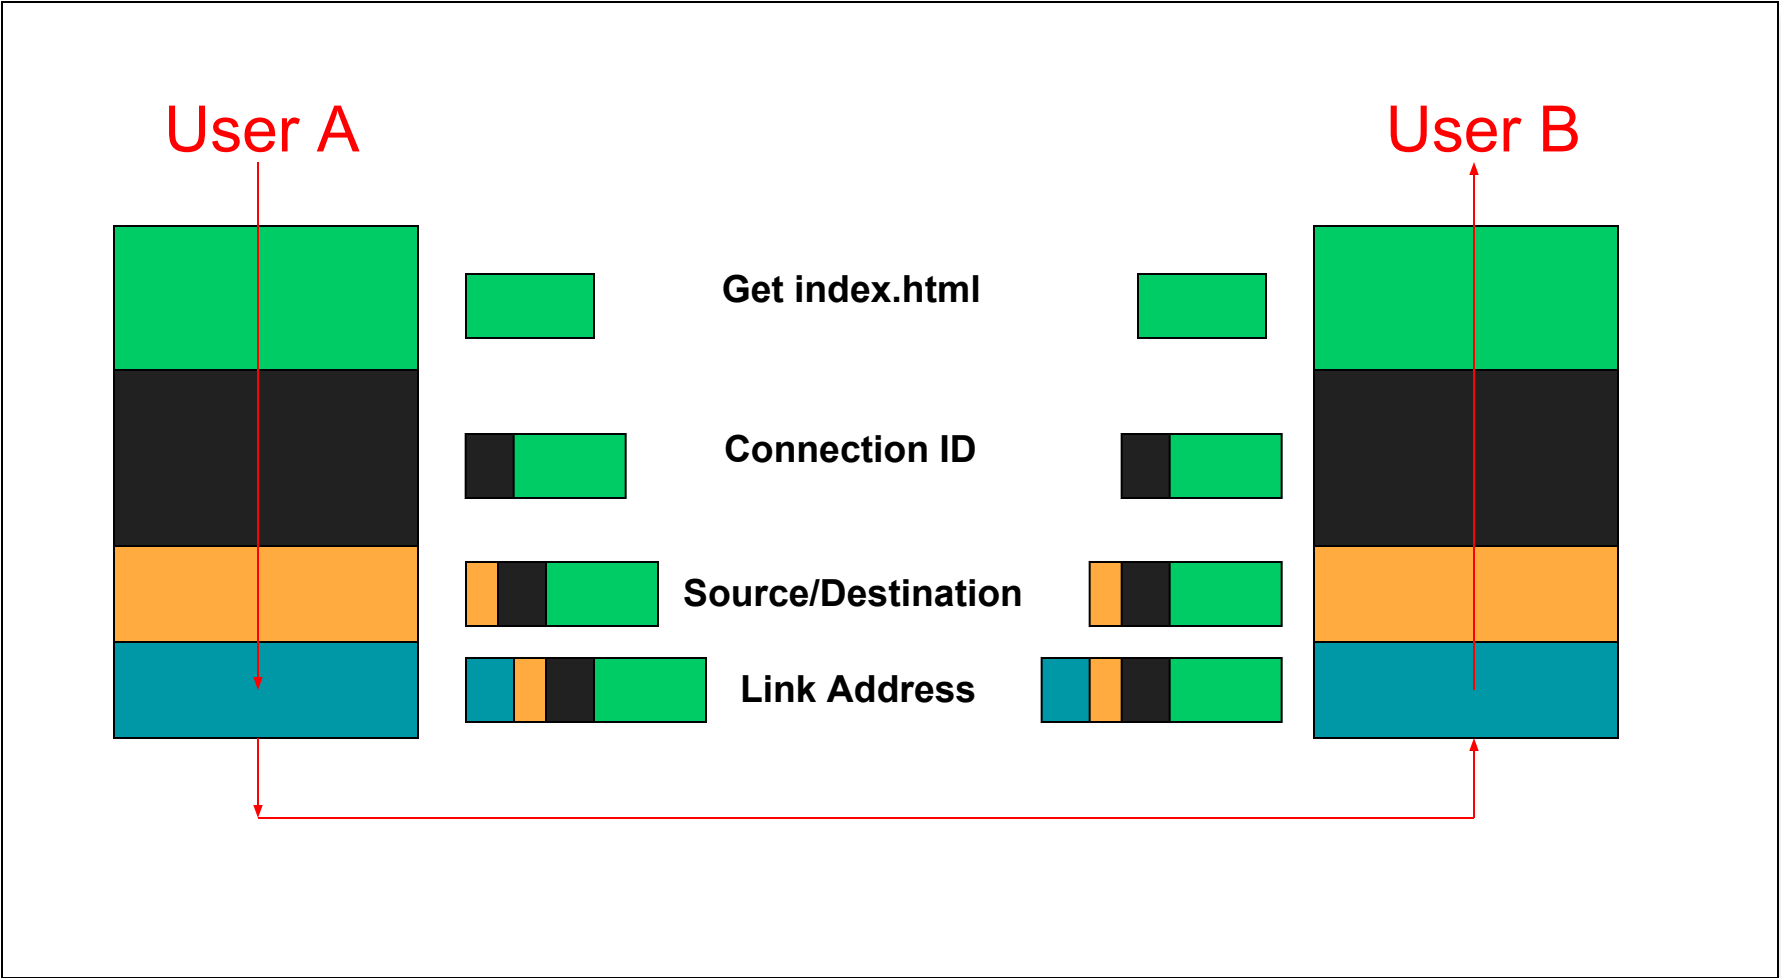 User A
User B
Get index.html
Connection ID
Source/Destination
Link Address